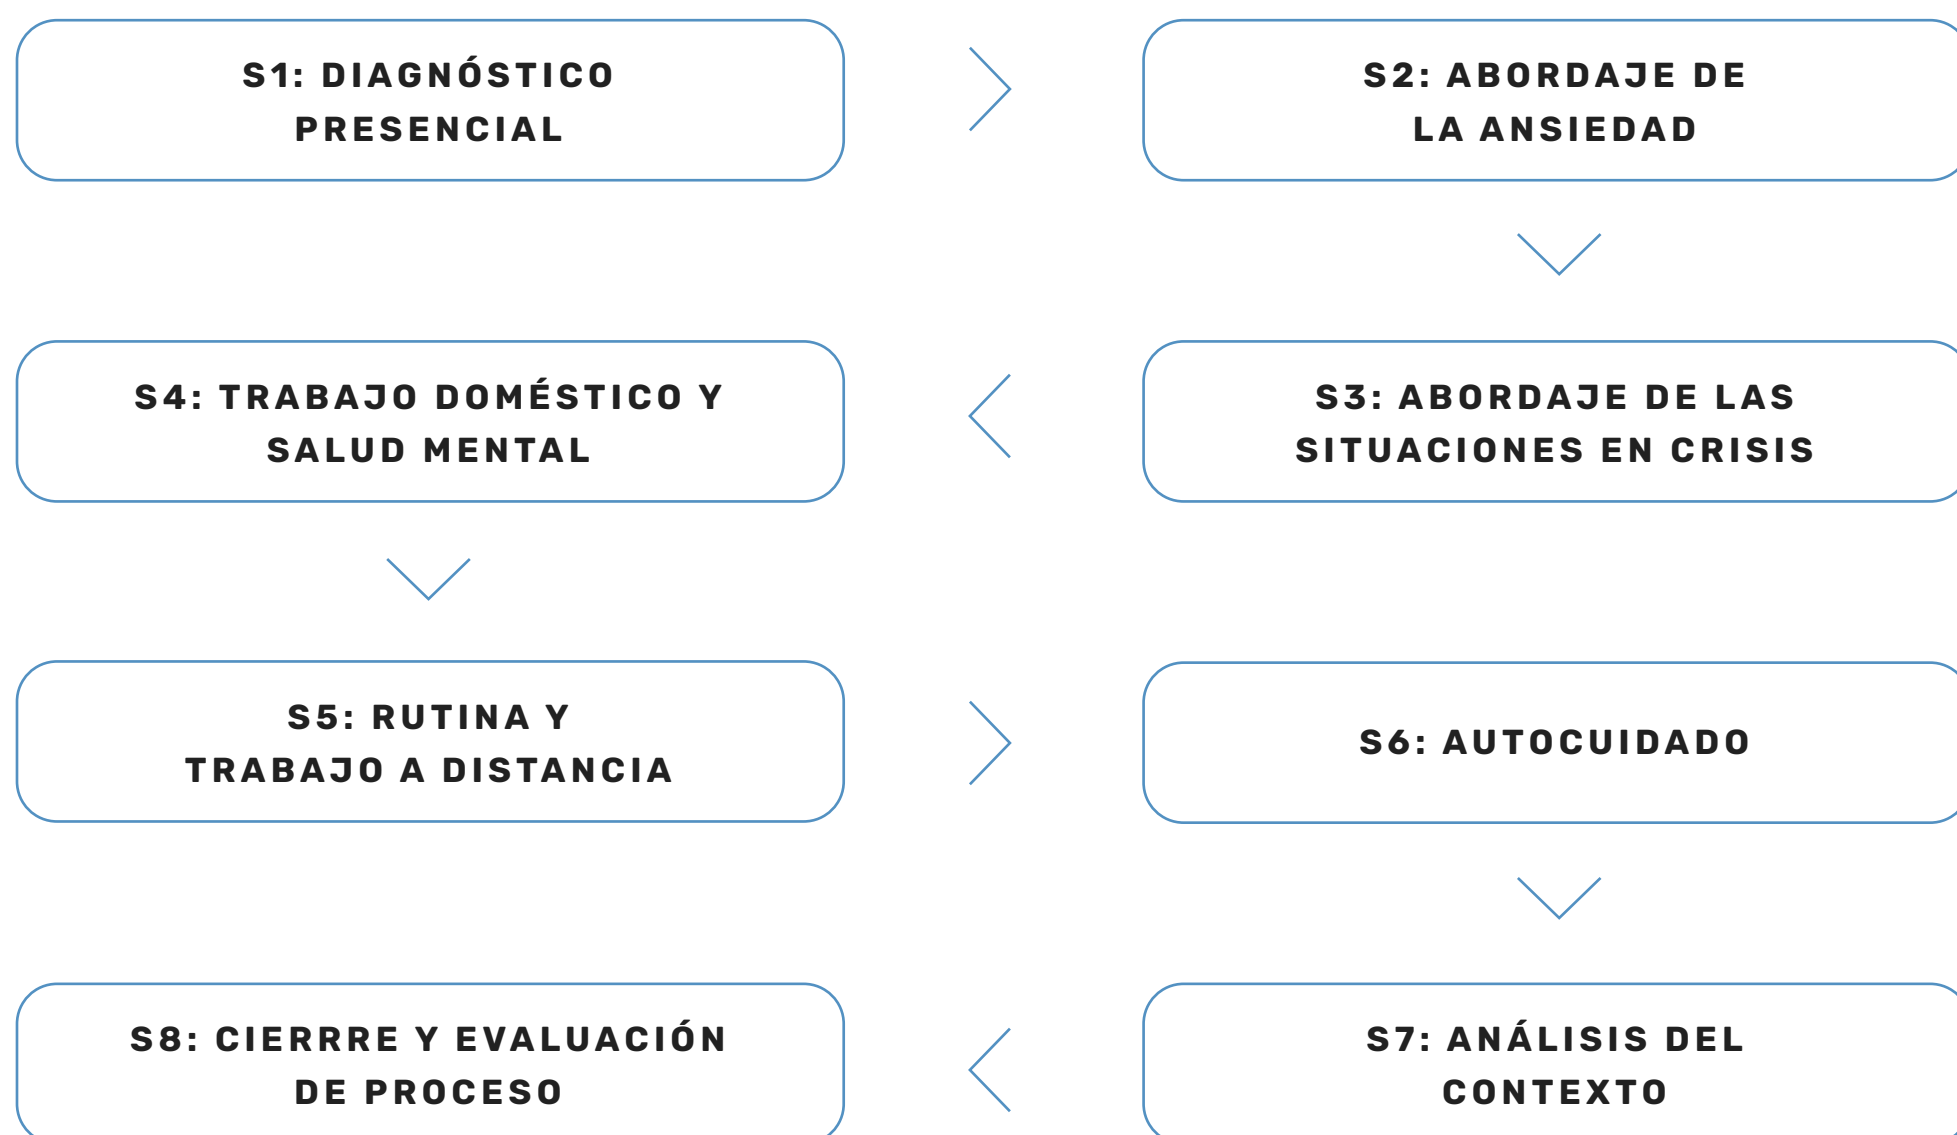 S1: DIAGNÓSTICO
PRESENCIAL
S2: ABORDAJE DE
LA ANSIEDAD
S3: ABORDAJE DE LAS
SITUACIONES EN CRISIS
S4: TRABAJO DOMÉSTICO Y
SALUD MENTAL
S5: RUTINA Y
TRABAJO A DISTANCIA
S6: AUTOCUIDADO
S7: ANÁLISIS DEL
CONTEXTO
S8: CIERRRE Y EVALUACIÓN
DE PROCESO